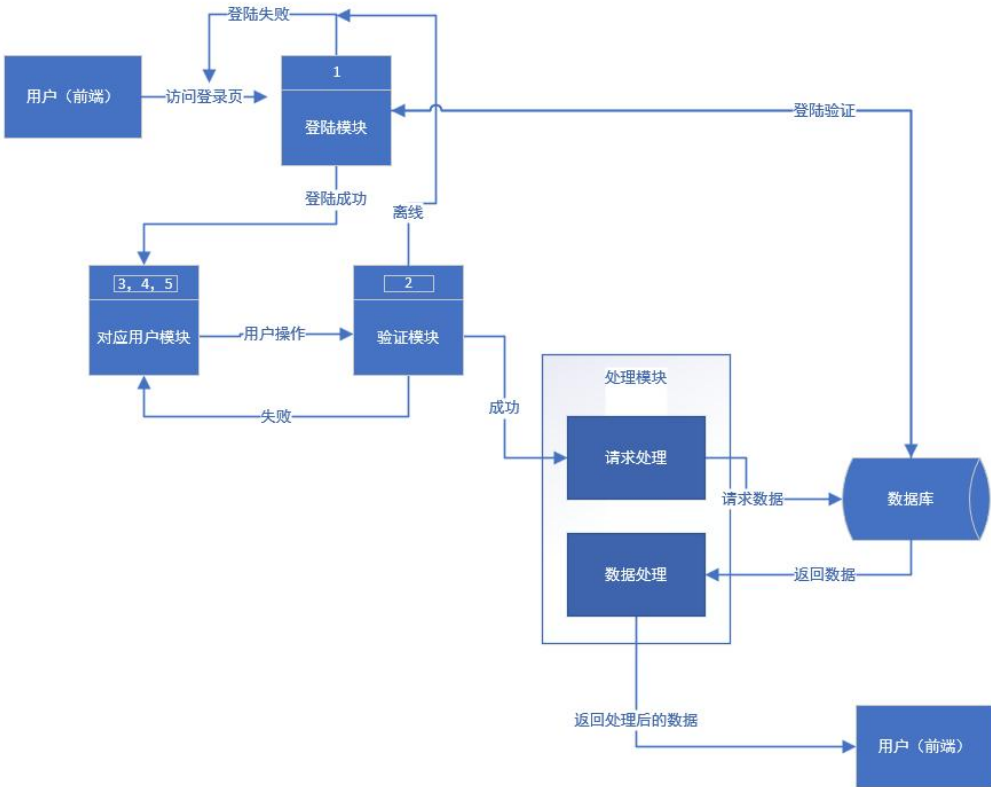 登陆失败
用户（前端）
访问登录页
1
登陆模块
登陆验证
登陆成功
离线
3, 4, 5
对应用户模块
用户操作
2
验证模块
失败
成功
处理模块
请求处理
请求数据
数据库
数据处理
返回数据
返回处理后的数据
用户（前端）